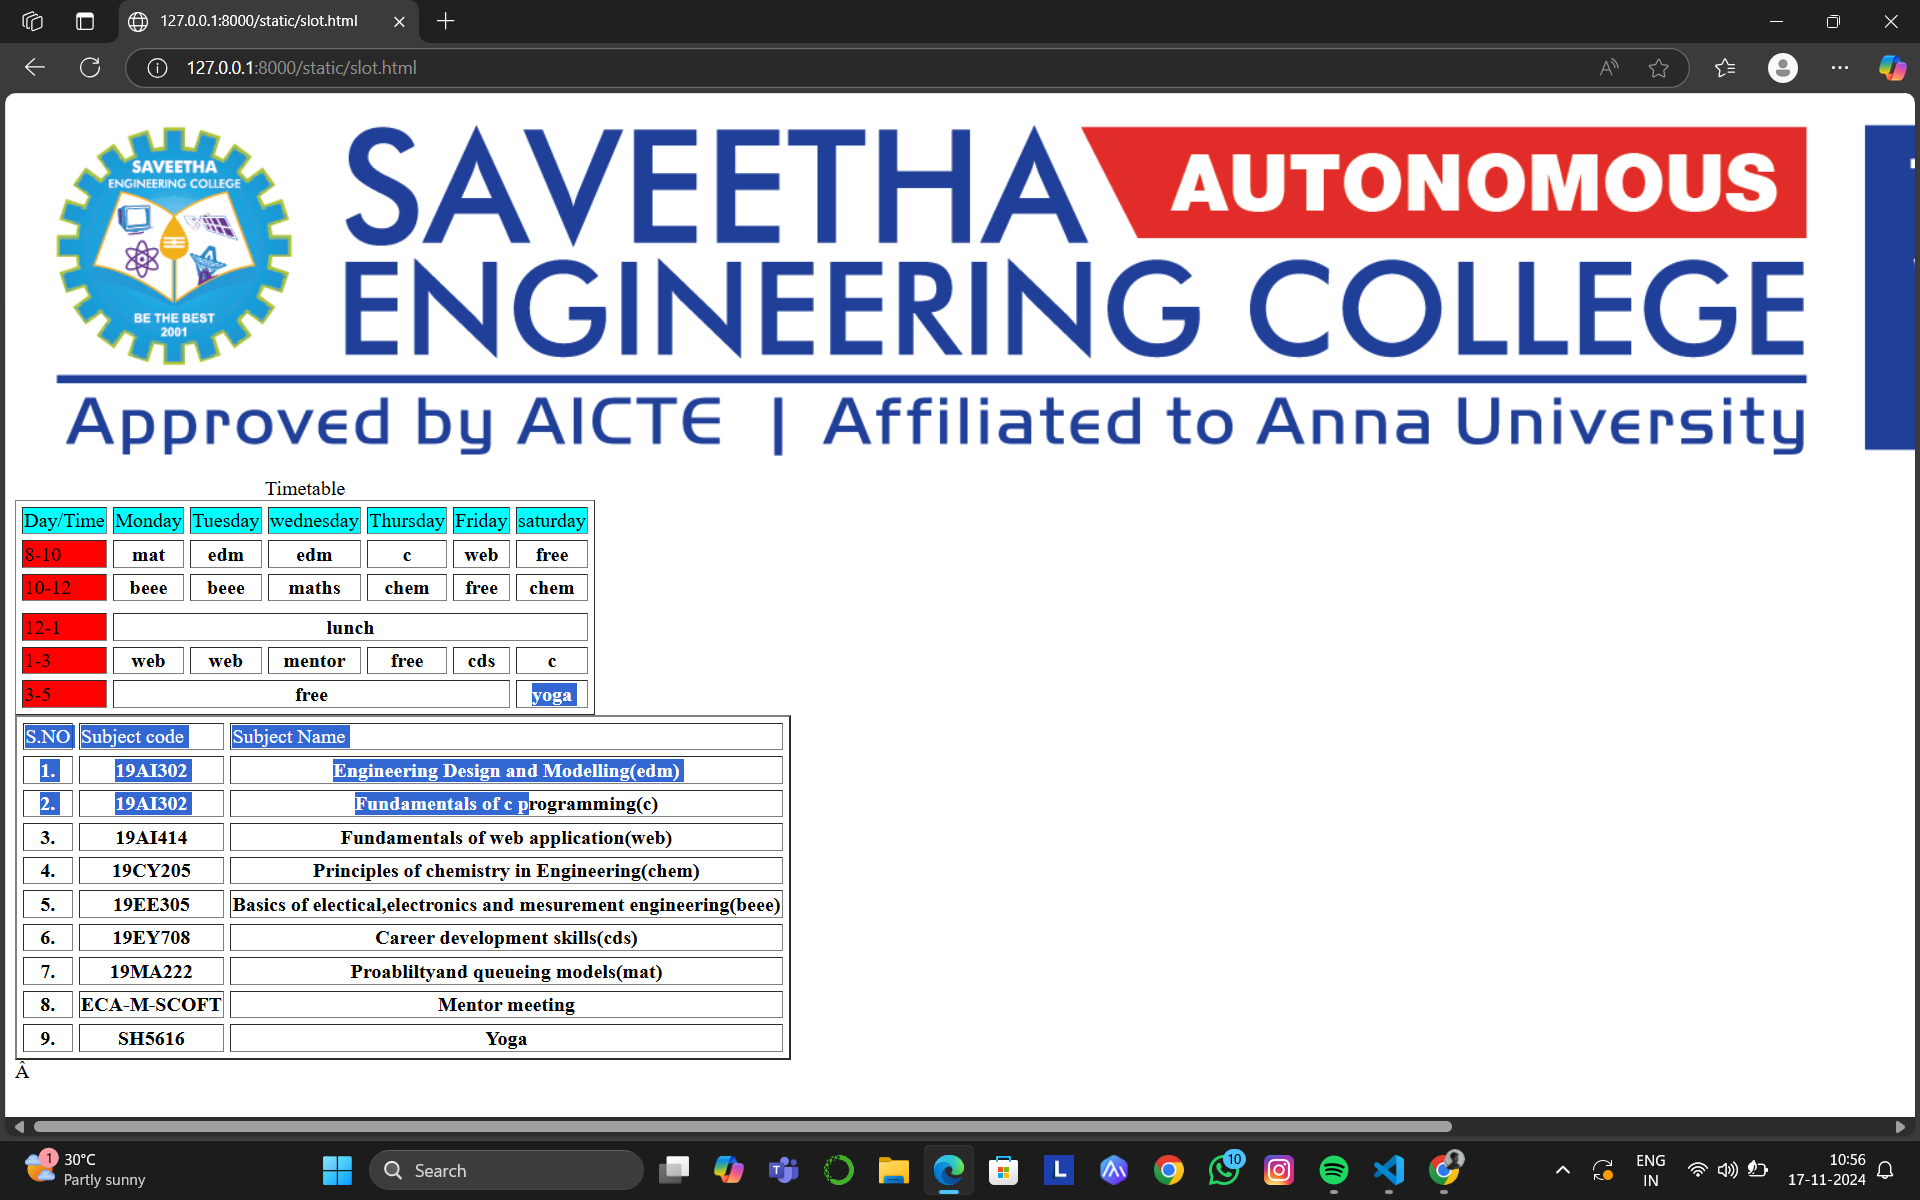 127.0.0.1:8000/static/slot.html
127.0.0.1:8000/static/slot.html
SAVEETHA
ENGINEERING COLLEGE
BE THE BEST
2001
SAVEETHA AUTONOMOUS
ENGINEERING COLLEGE
Approved by AICTE | Affiliated to Anna University
Timetable
Day/Time Monday Tuesday wednesday Thursday Friday saturday
8-10 mat edm edm c web free
10-12 beee beee maths chem free chem
12-1 lunch
1-3 web web mentor free cds c
3-5 free yoga
S.NO Subject code Subject Name
1. 19AI302 Engineering Design and Modelling(edm)
2. 19AI302 Fundamentals of c programming(c)
3. 19AI414 Fundamentals of web application(web)
4. 19CY205 Principles of chemistry in Engineering(chem)
5. 19EE305 Basics of electical,electronics and mesurement engineering(beee)
6. 19EY708 Career development skills(cds)
7. 19MA222 Proabliltyand queueing models(mat)
8. ECA-M-SCOFT Mentor meeting
9. SH5616 Yoga
Â
1 30°C
Partly sunny
Search
L
10
ENG
IN
10:56
17-11-2024